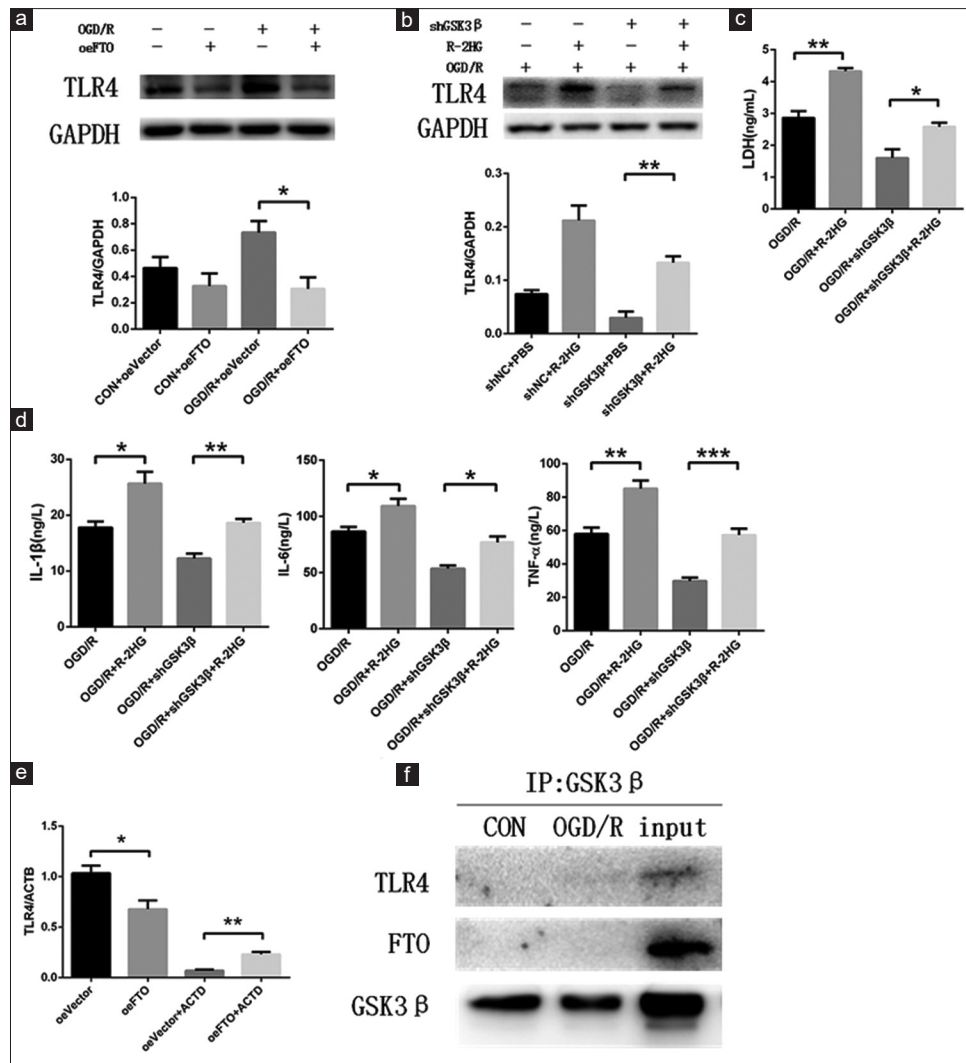 a
OGD/R - - + +
oeFTO - + - +
TLR4
GAPDH
TLR4/GAPDH
1.0
0.8
0.6
0.4
0.2
0.0
*
CON+oeVector
CON+oeFTO
OGD/R+oeVector
OGD/R+oeFTO
b
shGSK3β - - + +
R-2HG - + - +
OGD/R + + + +
TLR4
GAPDH
TLR4/GAPDH
0.3
0.2
0.1
0.0
**
shNC+PBS
shNC+R-2HG
shGSK3β+PBS
shGSK3β+R-2HG
c
LDH(ng/mL)
5
4
3
2
1
0
**
*
OGD/R
OGD/R+R-2HG
OGD/R+shGSK3β
OGD/R+shGSK3β+R-2HG
d
IL-1β(ng/L)
30
20
10
0
*
**
OGD/R
OGD/R+R-2HG
OGD/R+shGSK3β
OGD/R+shGSK3β+R-2HG
IL-6(ng/L)
150
100
50
0
*
*
OGD/R
OGD/R+R-2HG
OGD/R+shGSK3β
OGD/R+shGSK3β+R-2HG
TNF-α(ng/L)
100
80
60
40
20
0
**
***
OGD/R
OGD/R+R-2HG
OGD/R+shGSK3β
OGD/R+shGSK3β+R-2HG
e
TLR4/ACTB
1.5
1.0
0.5
0.0
*
**
oeVector
oeFTO
oeVector+ACTD
oeFTO+ACTD
f
IP:GSK3β
CON OGD/R input
TLR4
FTO
GSK3β